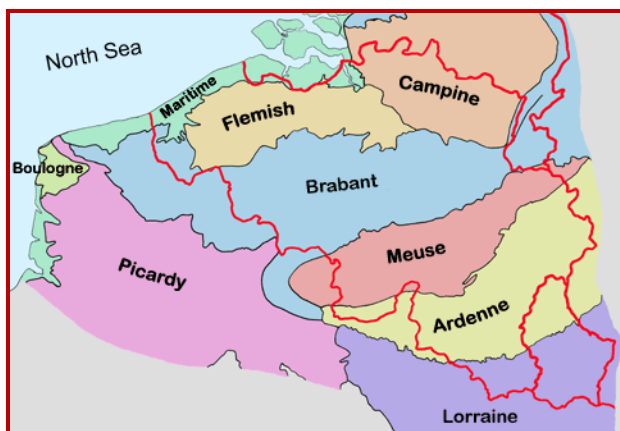 North Sea
Maritime
Campine
Flemish
Boulogne
Brabant
Meuse
Picardy
Ardenne
Lorraine